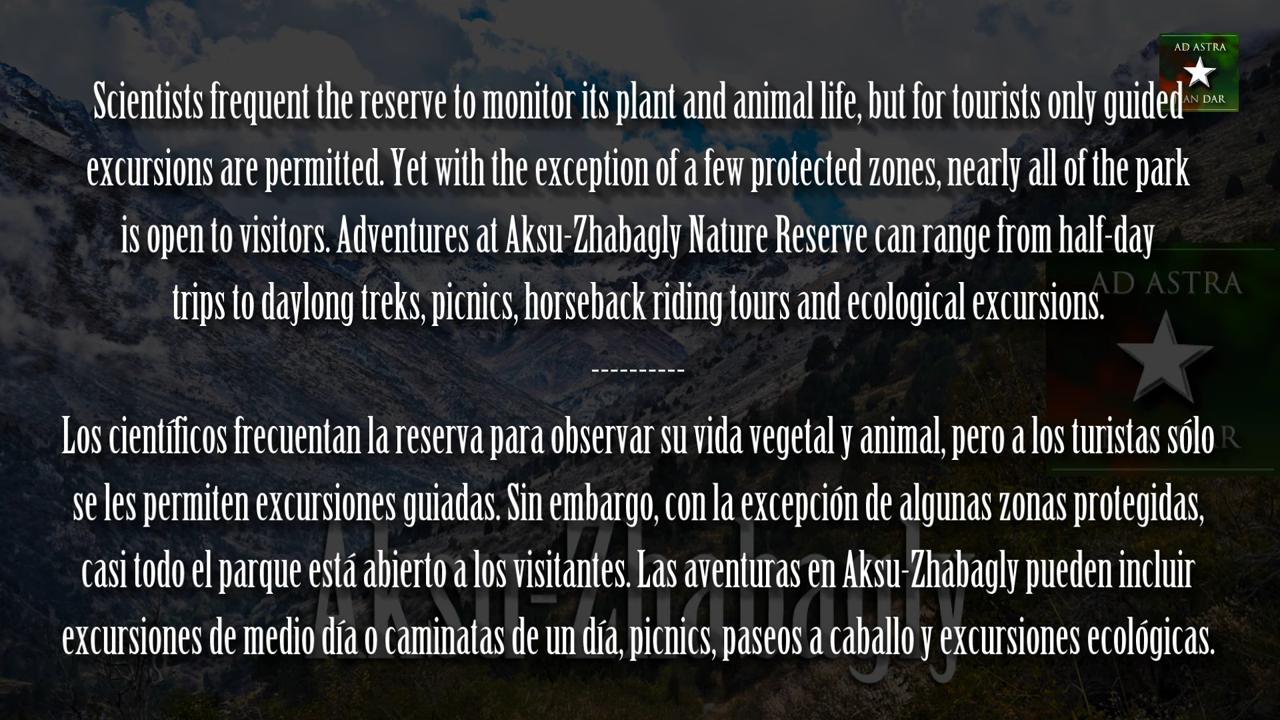 AD ASTRA
AN DAR
Scientists frequent the reserve to monitor its plant and animal life, but for tourists only guided
excursions are permitted. Yet with the exception of a few protected zones, nearly all of the park
is open to visitors. Adventures at Aksu-Zhabagly Nature Reserve can range from half-day
trips to daylong treks, picnics, horseback riding tours and ecological excursions.
AD ASTRA
----------
Los científicos frecuentan la reserva para observar su vida vegetal y animal, pero a los turistas sólo
R
se les permiten excursiones guiadas. Sin embargo, con la excepción de algunas zonas protegidas,
casi todo el parque está abierto a los visitantes. Las aventuras en Aksu-Zhabagly pueden incluir
Aksu-Zhabagly
excursiones de medio día o caminatas de un día, picnics, paseos a caballo y excursiones ecológicas.